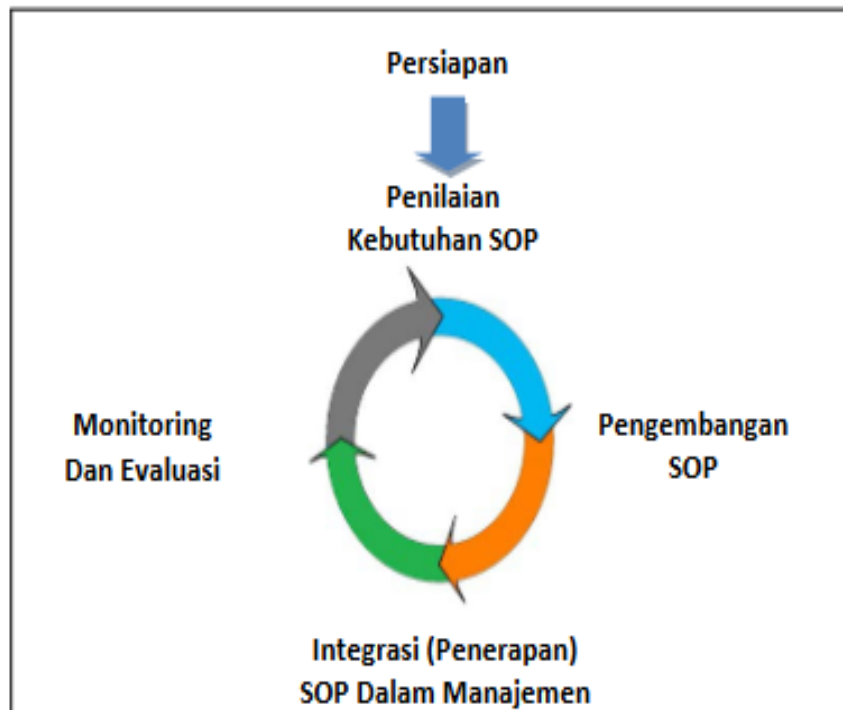 Persiapan
Penilaian
Kebutuhan SOP
Monitoring
Dan Evaluasi
Pengembangan
SOP
Integrasi (Penerapan)
SOP Dalam Manajemen